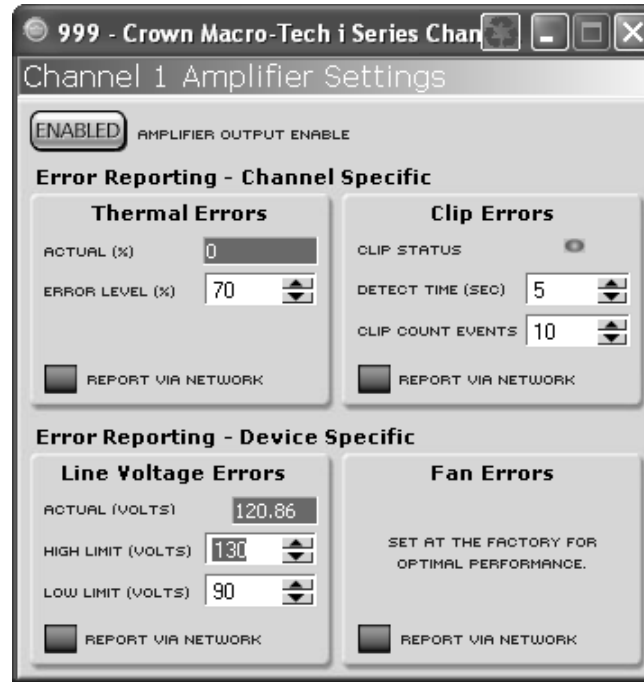 999 - Crown Macro-Tech i Series Chan
Channel 1 Amplifier Settings
ENABLED AMPLIFIER OUTPUT ENABLE
Error Reporting - Channel Specific
Thermal Errors
ACTUAL (%) 0
ERROR LEVEL (%) 70
REPORT VIA NETWORK
Clip Errors
CLIP STATUS
DETECT TIME (SEC) 5
CLIP COUNT EVENTS 10
REPORT VIA NETWORK
Error Reporting - Device Specific
Line Voltage Errors
ACTUAL (VOLTS) 120.86
HIGH LIMIT (VOLTS) 130
LOW LIMIT (VOLTS) 90
REPORT VIA NETWORK
Fan Errors
SET AT THE FACTORY FOR
OPTIMAL PERFORMANCE.
REPORT VIA NETWORK